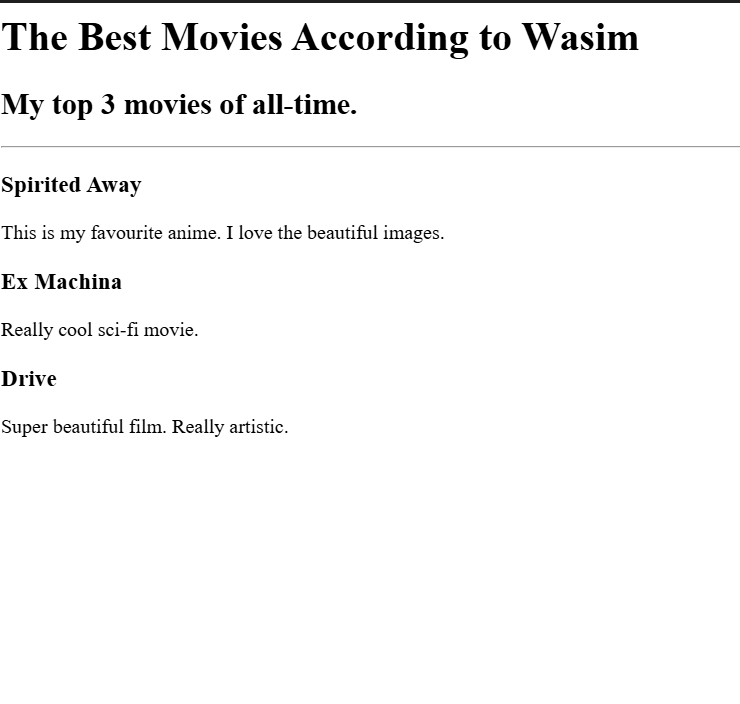 The Best Movies According to Wasim
My top 3 movies of all-time.
Spirited Away
This is my favourite anime. I love the beautiful images.
Ex Machina
Really cool sci-fi movie.
Drive
Super beautiful film. Really artistic.